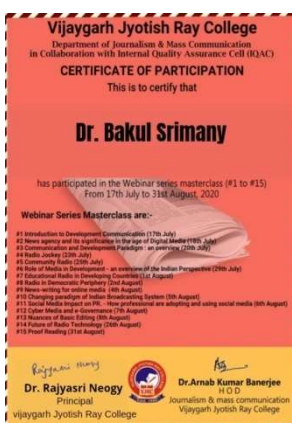 Vijaygarh Jyotish Ray College
Department of Journalism & Mass Communication
in Collaboration with Internal Quality Assurance Cell (IQAC)
CERTIFICATE OF PARTICIPATION
This is to certify that
Dr. Bakul Srimany
has participated in the Webinar series masterclass (#1 to #15)
From 17th July to 31st August, 2020
Webinar Series Masterclass are:-
#1 Introduction to Development Communication (17th July)
#2 News agency and its significance in the age of Digital Media (18th July)
#3 Communication and Development Paradigm : an overview (20th July)
#4 Radio Jockey (23th July)
#5 Community Radio (25th July)
#6 Role of Media in Development - an overview of the Indian Perspective (29th July)
#7 Educational Radio in Developing Countries (1st August)
#8 Radio in Democratic Periphery (2nd August)
#9 News-writing for online media (4th August)
#10 Changing paradigm of Indian Broadcasting System (5th August)
#11 Social Media Impact on PR. - How professional are adopting and using social media (6th August)
#12 Cyber Media and e-Governance (7th August)
#13 Nuances of Basic Editing (8th August)
#14 Future of Radio Technology (26th August)
#15 Proof Reading (31st August)
Rajyasri Neogy
Dr. Rajyasri Neogy
Principal
vijaygarh Jyotish Ray College
Dr.Arnab Kumar Banerjee
H O D
Journalism & mass communication
Vijaygarh Jyotish Ray College